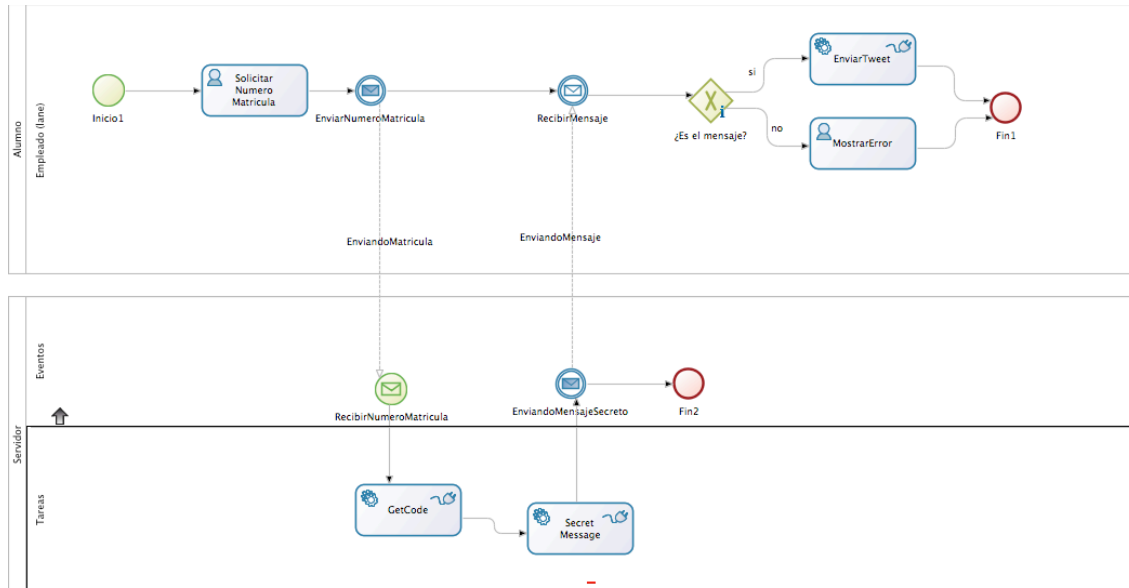 Alumno
Empleado (lane)
Inicio1
Solicitar
Numero
Matricula
EnviarNumeroMatricula
RecibirMensaje
¿Es el mensaje?
si
no
EnviarTweet
MostrarError
Fin1
EnviandoMatricula
EnviandoMensaje
Servidor
Eventos
RecibirNumeroMatricula
EnviandoMensajeSecreto
Fin2
Tareas
GetCode
Secret
Message